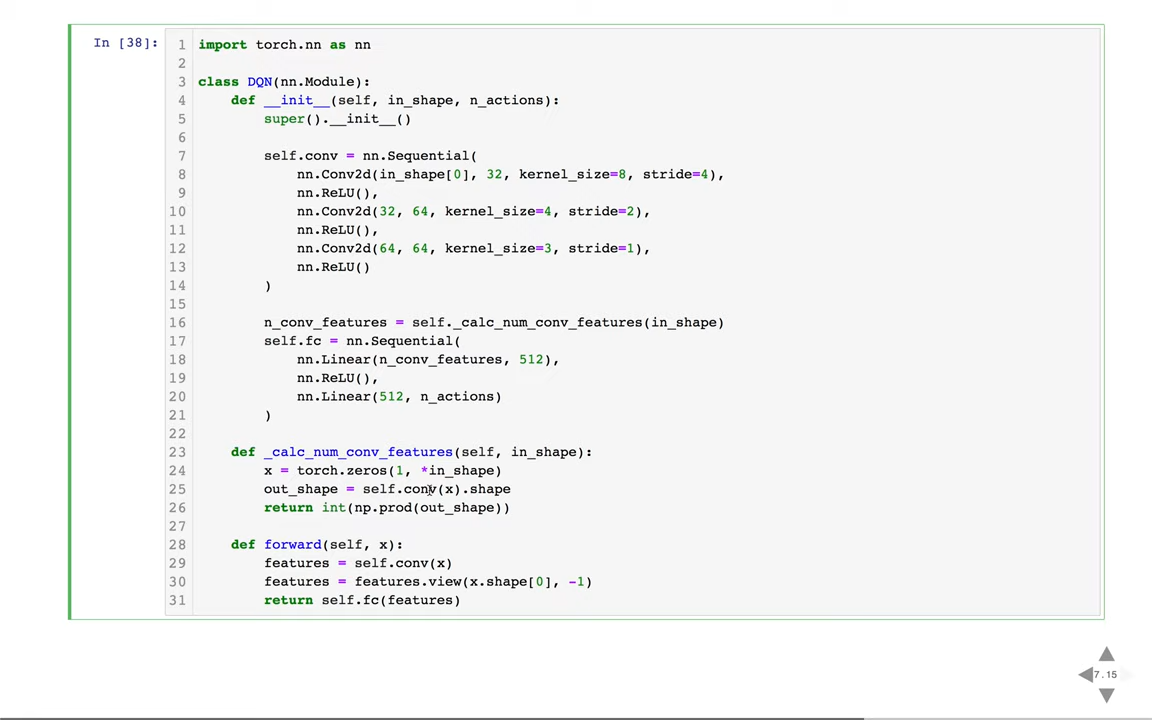 In [38]:
1 import torch.nn as nn
2
3 class DQN(nn.Module):
4     def __init__(self, in_shape, n_actions):
5         super().__init__()
6
7         self.conv = nn.Sequential(
8             nn.Conv2d(in_shape[0], 32, kernel_size=8, stride=4),
9             nn.ReLU(),
10             nn.Conv2d(32, 64, kernel_size=4, stride=2),
11             nn.ReLU(),
12             nn.Conv2d(64, 64, kernel_size=3, stride=1),
13             nn.ReLU()
14         )
15
16         n_conv_features = self._calc_num_conv_features(in_shape)
17         self.fc = nn.Sequential(
18             nn.Linear(n_conv_features, 512),
19             nn.ReLU(),
20             nn.Linear(512, n_actions)
21         )
22
23     def _calc_num_conv_features(self, in_shape):
24         x = torch.zeros(1, *in_shape)
25         out_shape = self.conv(x).shape
26         return int(np.prod(out_shape))
27
28     def forward(self, x):
29         features = self.conv(x)
30         features = features.view(x.shape[0], -1)
31         return self.fc(features)
7.15